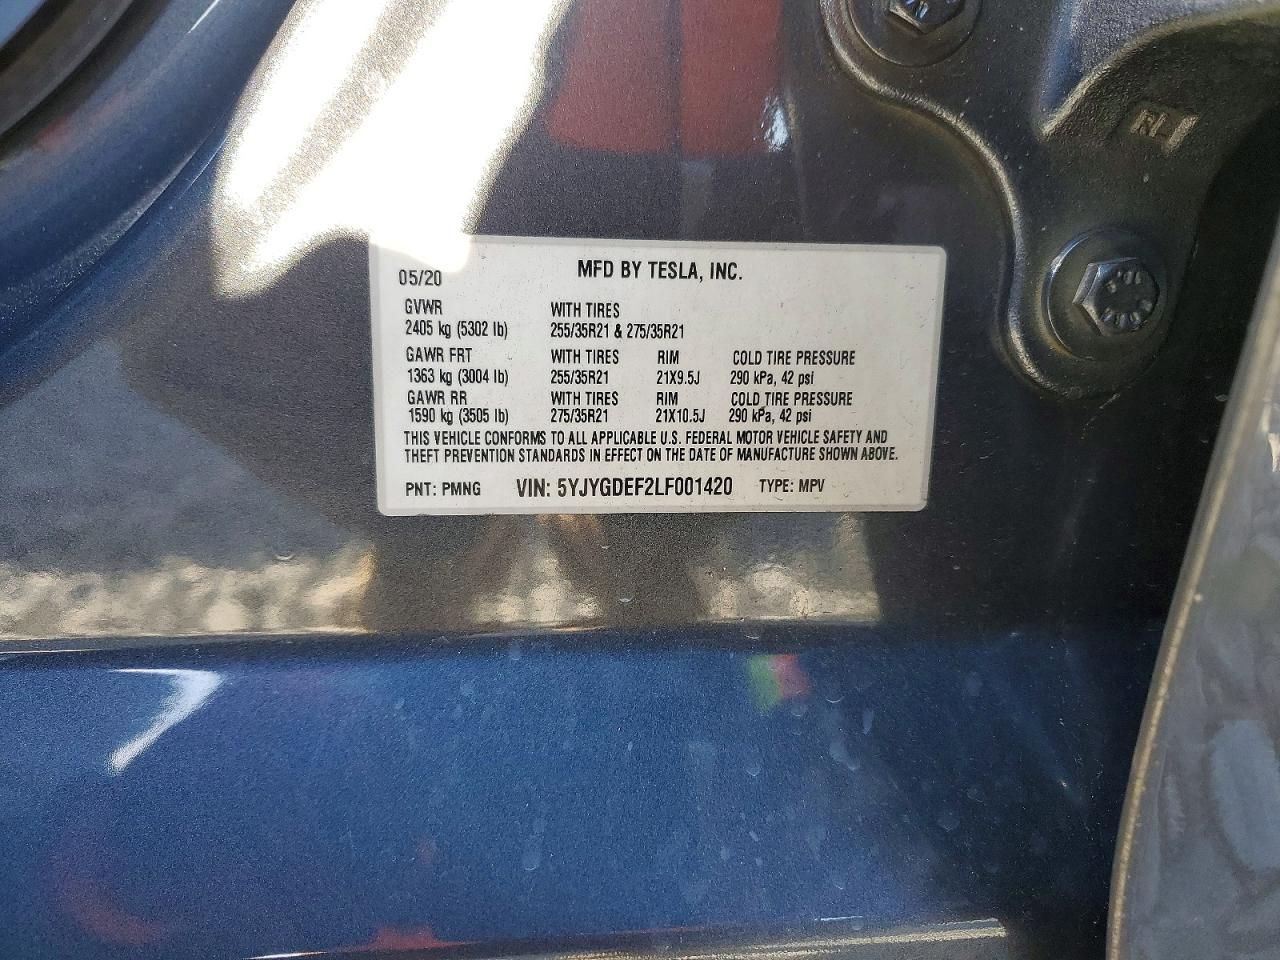 05/20 MFD BY TESLA, INC.
GVWR WITH TIRES
2405 kg (5302 lb) 255/35R21 & 275/35R21
GAWR FRT WITH TIRES RIM COLD TIRE PRESSURE
1363 kg (3004 lb) 255/35R21 21X9.5J 290 kPa, 42 psi
GAWR RR WITH TIRES RIM COLD TIRE PRESSURE
1590 kg (3505 lb) 275/35R21 21X10.5J 290 kPa, 42 psi
THIS VEHICLE CONFORMS TO ALL APPLICABLE U.S. FEDERAL MOTOR VEHICLE SAFETY AND
THEFT PREVENTION STANDARDS IN EFFECT ON THE DATE OF MANUFACTURE SHOWN ABOVE.
PNT: PMNG VIN: 5YJYGDEF2LF001420 TYPE: MPV